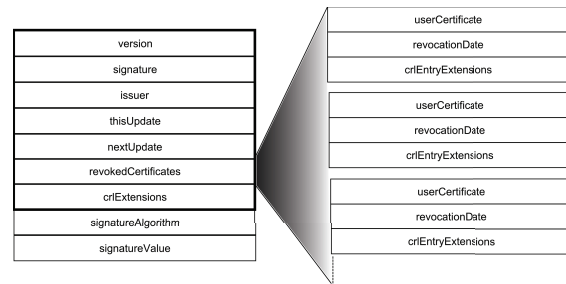 version
signature
issuer
thisUpdate
nextUpdate
revokedCertificates
crlExtensions
signatureAlgorithm
signatureValue
userCertificate
revocationDate
crlEntryExtensions
userCertificate
revocationDate
crlEntryExtensions
userCertificate
revocationDate
crlEntryExtensions